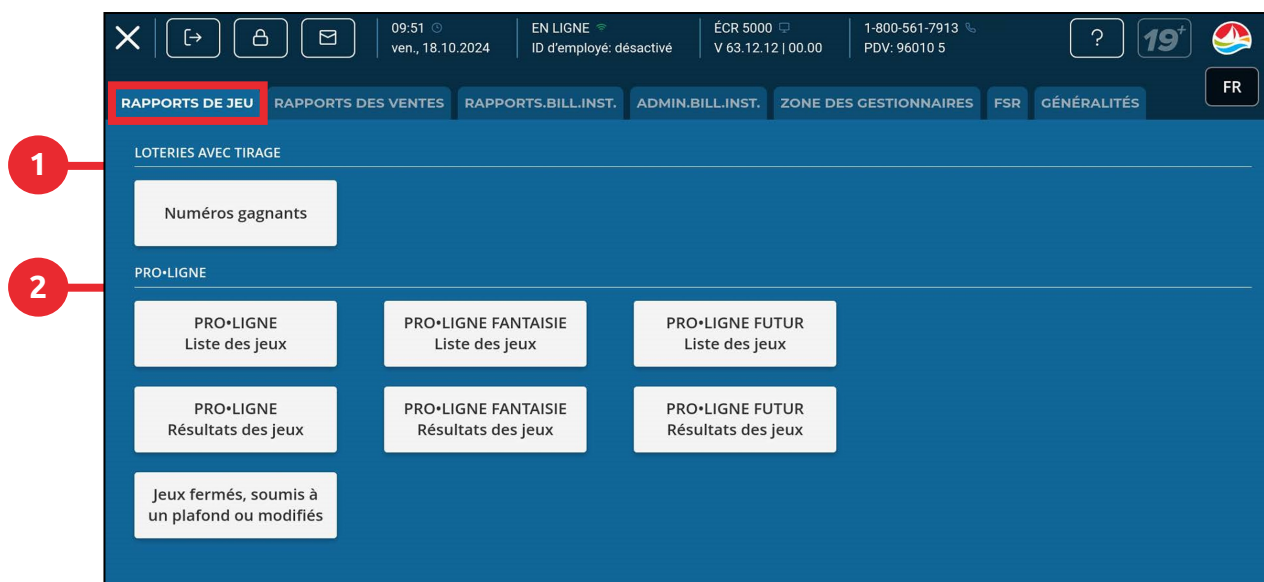 09:51
ven., 18.10.2024
EN LIGNE
ID d'employé: désactivé
ÉCR 5000
V 63.12.12 | 00.00
1-800-561-7913
PDV: 96010 5
?
19+
FR
RAPPORTS DE JEU
RAPPORTS DES VENTES
RAPPORTS.BILL.INST.
ADMIN.BILL.INST.
ZONE DES GESTIONNAIRES
FSR
GÉNÉRALITÉS
1
LOTERIES AVEC TIRAGE
Numéros gagnants
2
PRO•LIGNE
PRO•LIGNE
Liste des jeux
PRO•LIGNE FANTAISIE
Liste des jeux
PRO•LIGNE FUTUR
Liste des jeux
PRO•LIGNE
Résultats des jeux
PRO•LIGNE FANTAISIE
Résultats des jeux
PRO•LIGNE FUTUR
Résultats des jeux
Jeux fermés, soumis à
un plafond ou modifiés